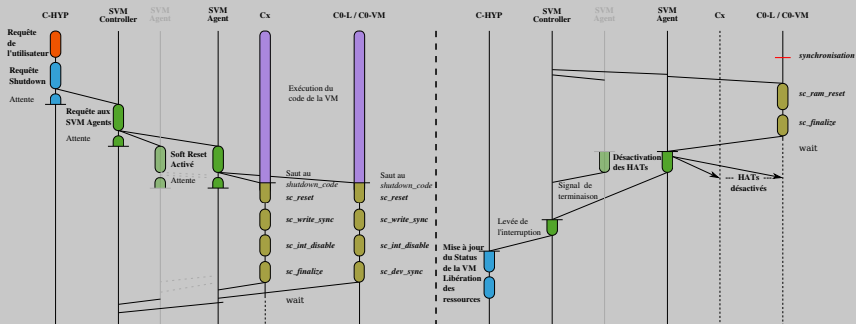 C-HYP
SVM
Controller
SVM
Agent
SVM
Agent
Cx
C0-L / C0-VM
Requête
de
l'utilisateur
Requête
Shutdown
Attente
Requête aux
SVM Agents
Attente
Soft Reset
Activé
Attente
Exécution du
code de la VM
Saut au
shutdown_code
sc_reset
sc_write_sync
sc_int_disable
sc_finalize
wait
Saut au
shutdown_code
sc_reset
sc_write_sync
sc_int_disable
sc_dev_sync
C-HYP
SVM
Controller
SVM
Agent
SVM
Agent
Cx
C0-L / C0-VM
synchronisation
sc_ram_reset
sc_finalize
wait
Désactivation
des HATs
HATs
désactivés
Signal de
terminaison
Levée de
l'interruption
Mise à jour
du Status
de la VM
Libération
des
ressources